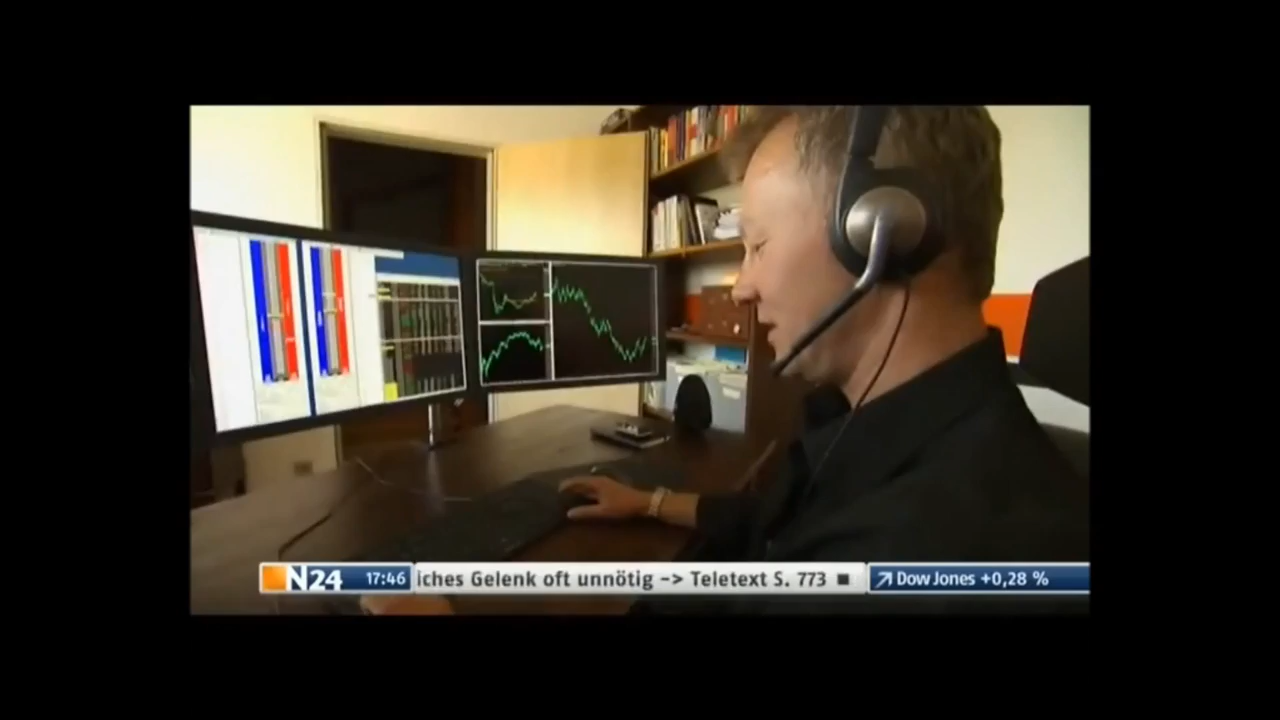 N24 17:46 iches Gelenk oft unnötig -> Teletext S. 773 ■ Dow Jones +0,28 %